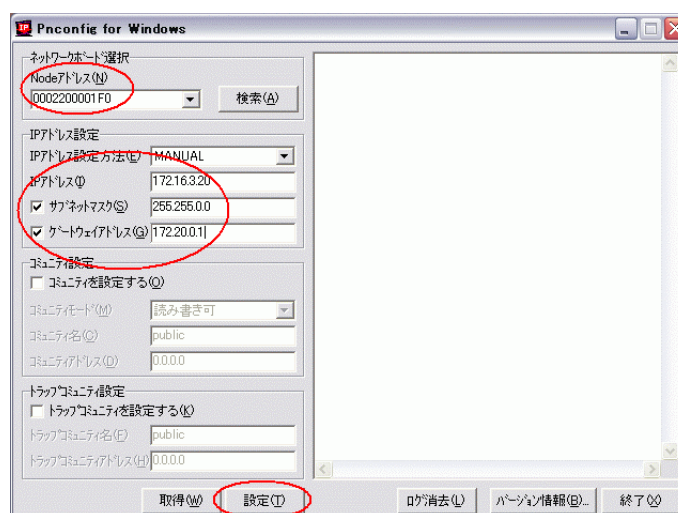 IP Pnconfig for Windows
ネットワークボード選択
Nodeアドレス(N)
0002200001F0
検索(A)
IPアドレス設定
IPアドレス設定方法(E) MANUAL
IPアドレス(I) 172.16.3.20
サブネットマスク(S) 255.255.0.0
ゲートウェイアドレス(G) 172.20.0.1
コミュニティ設定
コミュニティを設定する(O)
コミュニティモード(M) 読み書き可
コミュニティ名(C) public
コミュニティアドレス(D) 0.0.0.0
トラップコミュニティ設定
トラップコミュニティを設定する(K)
トラップコミュニティ名(F) public
トラップコミュニティアドレス(H) 0.0.0.0
取得(W) 設定(T) ログ消去(L) バージョン情報(B)... 終了(X)